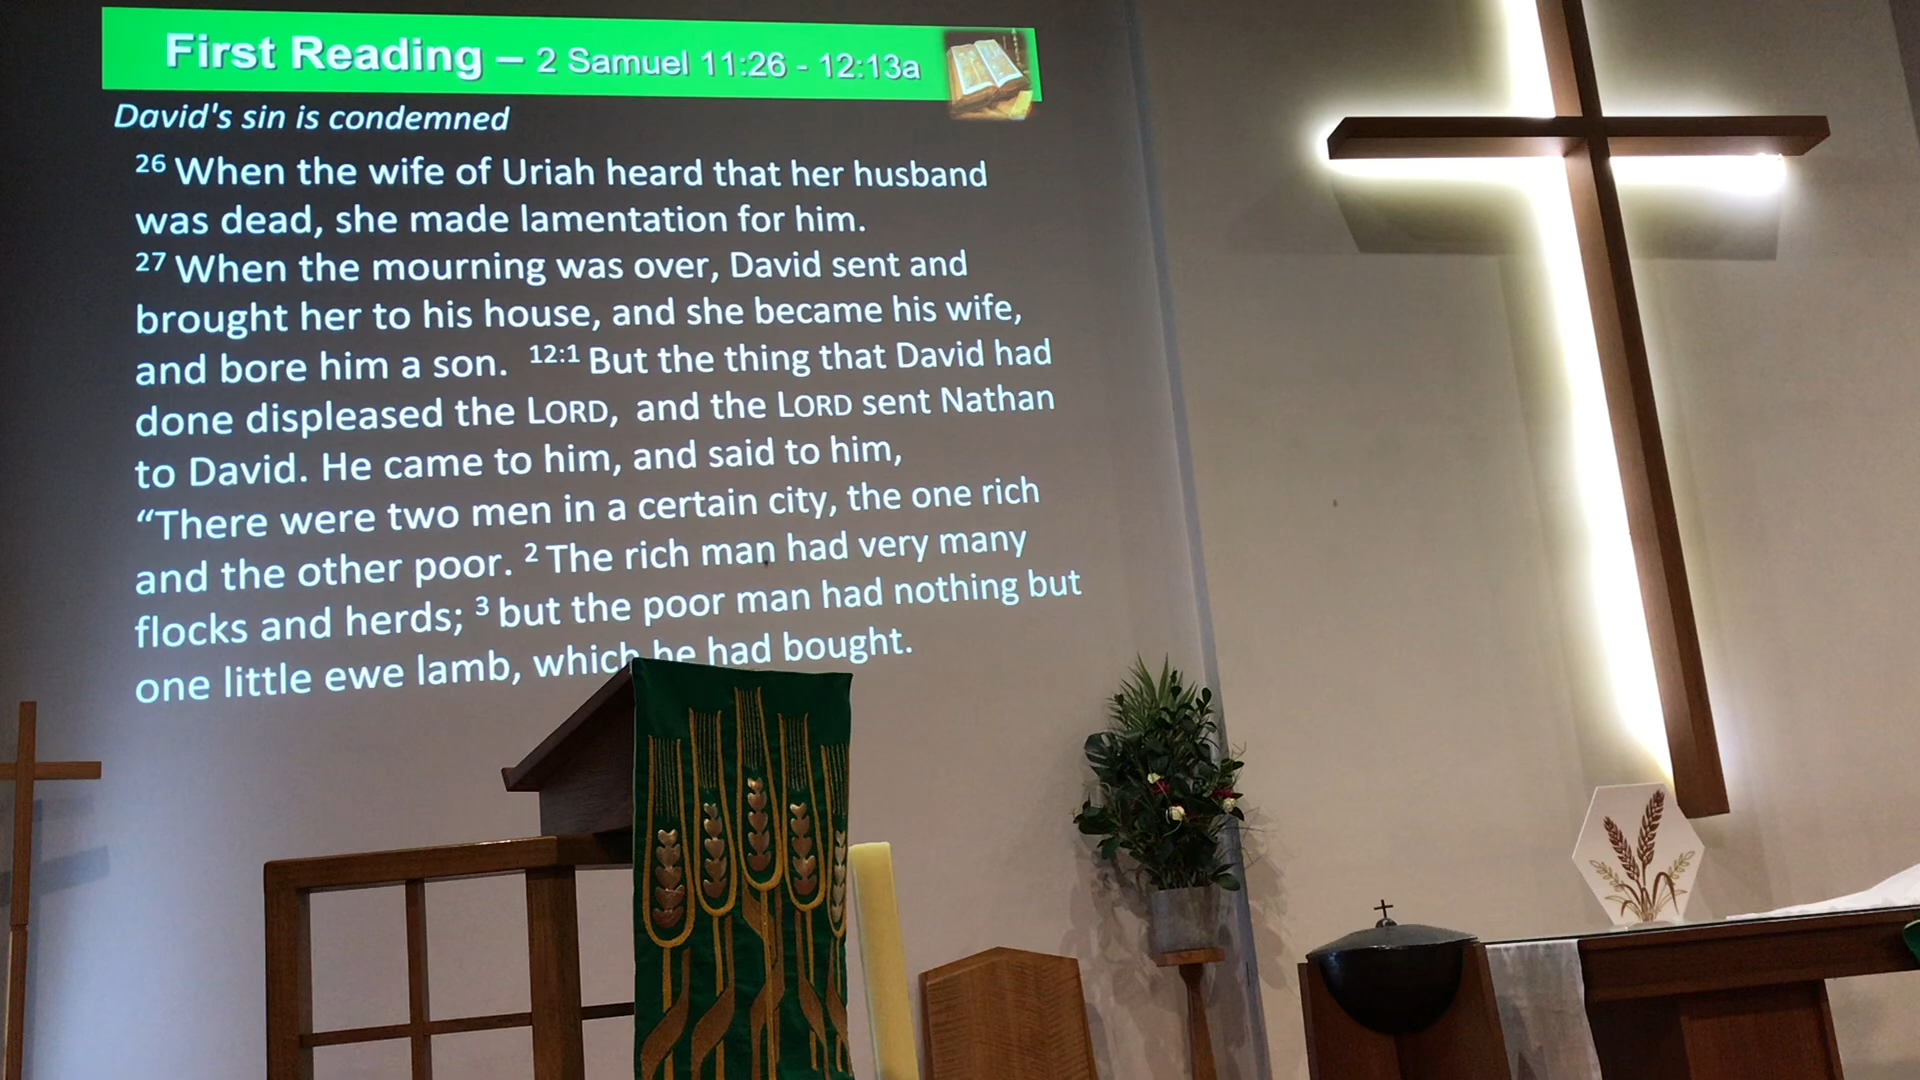 First Reading – 2 Samuel 11:26 - 12:13a
David's sin is condemned
26 When the wife of Uriah heard that her husband
was dead, she made lamentation for him.
27 When the mourning was over, David sent and
brought her to his house, and she became his wife,
and bore him a son. 12:1 But the thing that David had
done displeased the LORD, and the LORD sent Nathan
to David. He came to him, and said to him,
“There were two men in a certain city, the one rich
and the other poor. 2 The rich man had very many
flocks and herds; 3 but the poor man had nothing but
one little ewe lamb, which he had bought.